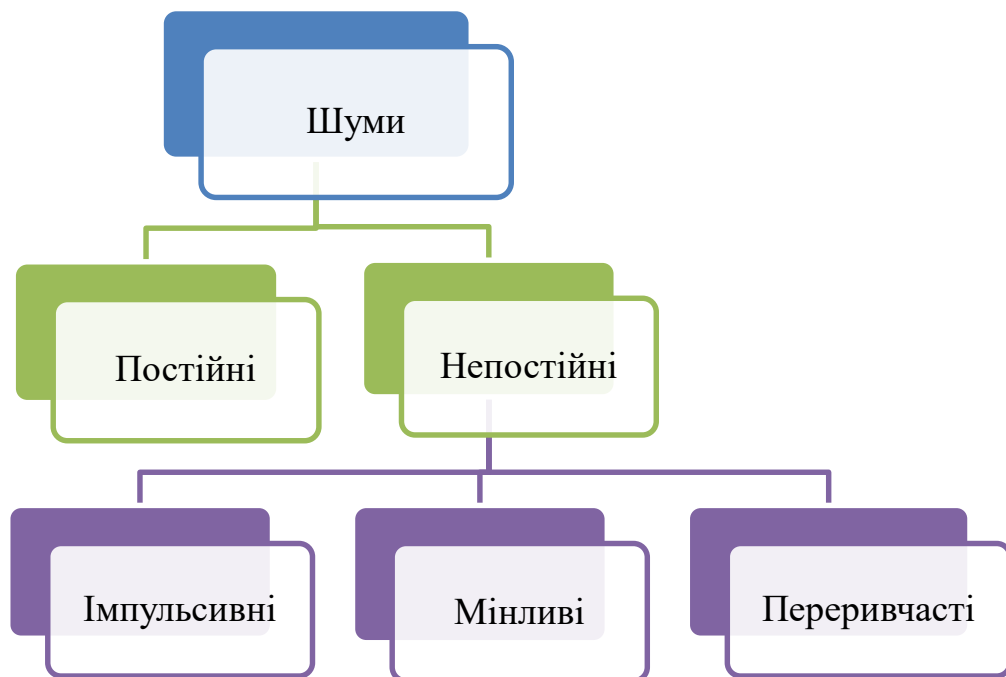 Шуми
Постійні
Непостійні
Імпульсивні
Мінливі
Переривчасті